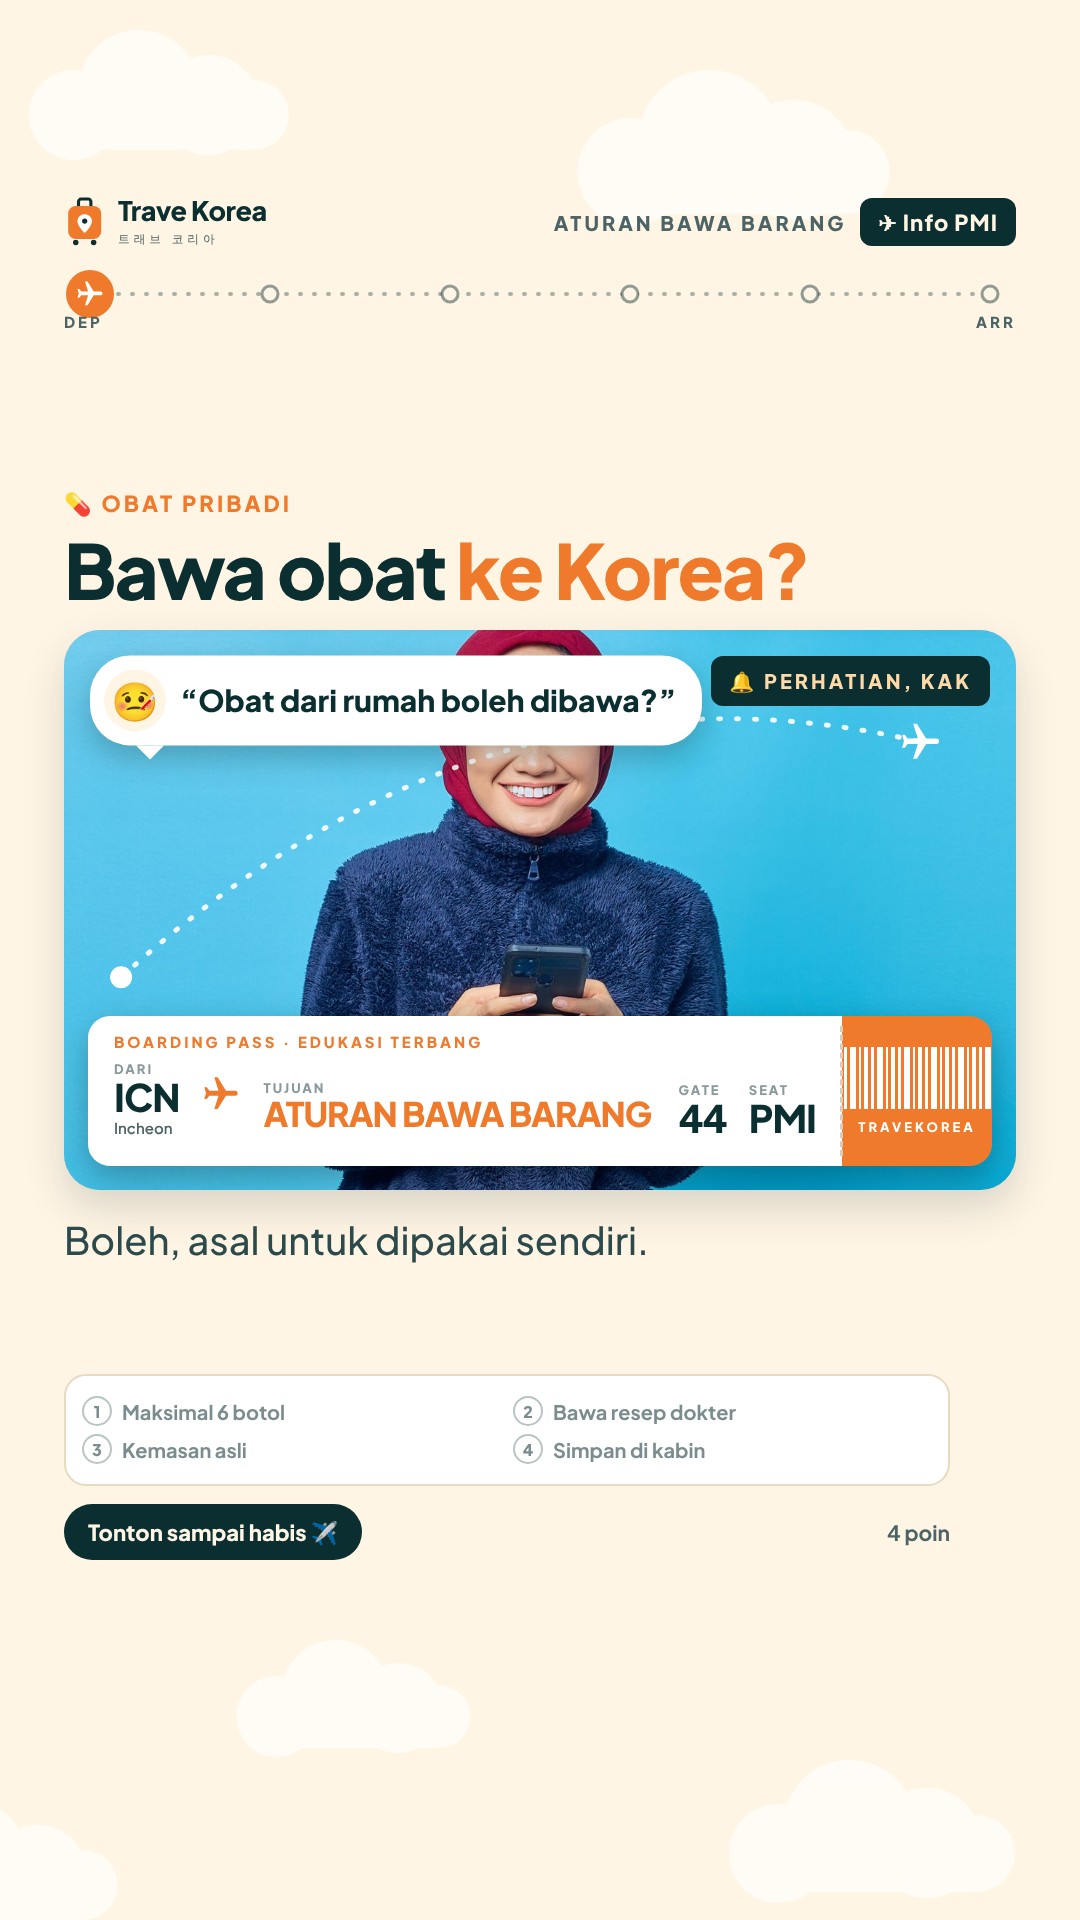 Trave Korea
트래브 코리아
ATURAN BAWA BARANG
✈ Info PMI
DEP
ARR
💊 OBAT PRIBADI
Bawa obat ke Korea?
🤒 “Obat dari rumah boleh dibawa?”
🔔 PERHATIAN, KAK
BOARDING PASS · EDUKASI TERBANG
DARI
ICN
Incheon
TUJUAN
ATURAN BAWA BARANG
GATE
44
SEAT
PMI
TRAVEKOREA
Boleh, asal untuk dipakai sendiri.
1 Maksimal 6 botol
2 Bawa resep dokter
3 Kemasan asli
4 Simpan di kabin
Tonton sampai habis ✈️
4 poin